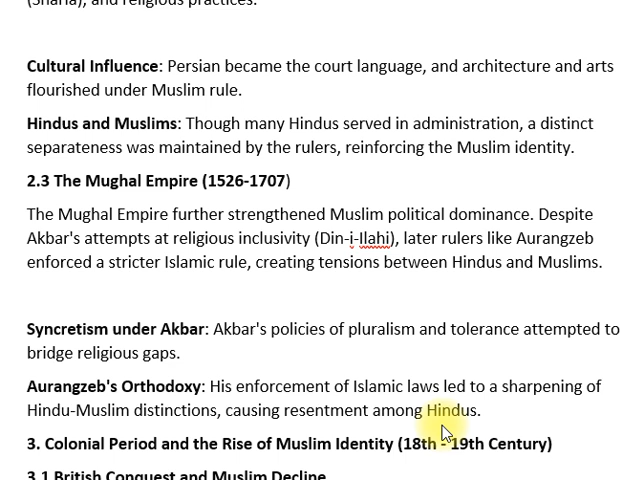 (Sharia), and religious practices.
Cultural Influence: Persian became the court language, and architecture and arts
flourished under Muslim rule.
Hindus and Muslims: Though many Hindus served in administration, a distinct
separateness was maintained by the rulers, reinforcing the Muslim identity.
2.3 The Mughal Empire (1526-1707)
The Mughal Empire further strengthened Muslim political dominance. Despite
Akbar's attempts at religious inclusivity (Din-i-Ilahi), later rulers like Aurangzeb
enforced a stricter Islamic rule, creating tensions between Hindus and Muslims.
Syncretism under Akbar: Akbar's policies of pluralism and tolerance attempted to
bridge religious gaps.
Aurangzeb's Orthodoxy: His enforcement of Islamic laws led to a sharpening of
Hindu-Muslim distinctions, causing resentment among Hindus.
3. Colonial Period and the Rise of Muslim Identity (18th - 19th Century)
3.1 British Conquest and Muslim Decline